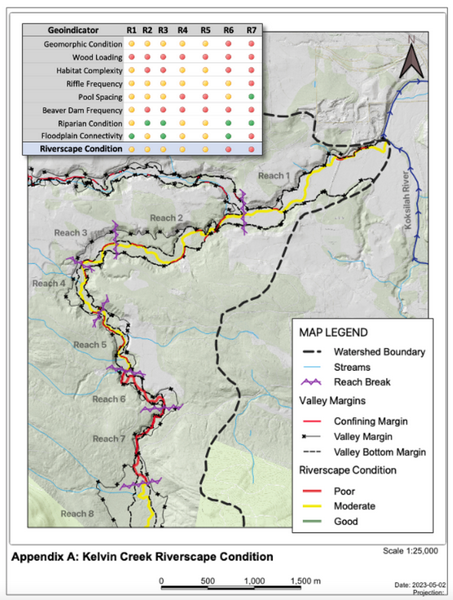 Geoindicator R1 R2 R3 R4 R5 R6 R7
Geomorphic Condition
Wood Loading
Habitat Complexity
Riffle Frequency
Pool Spacing
Beaver Dam Frequency
Riparian Condition
Floodplain Connectivity
Riverscape Condition
N
Reach 1
Koksilah River
Reach 2
Reach 3
Reach 4
Reach 5
Reach 6
Reach 7
Reach 8
MAP LEGEND
Watershed Boundary
Streams
Reach Break
Valley Margins
Confining Margin
Valley Margin
Valley Bottom Margin
Riverscape Condition
Poor
Moderate
Good
Appendix A: Kelvin Creek Riverscape Condition
Scale 1:25,000
0 500 1,000 1,500 m
Date: 2023-05-02
Projection: